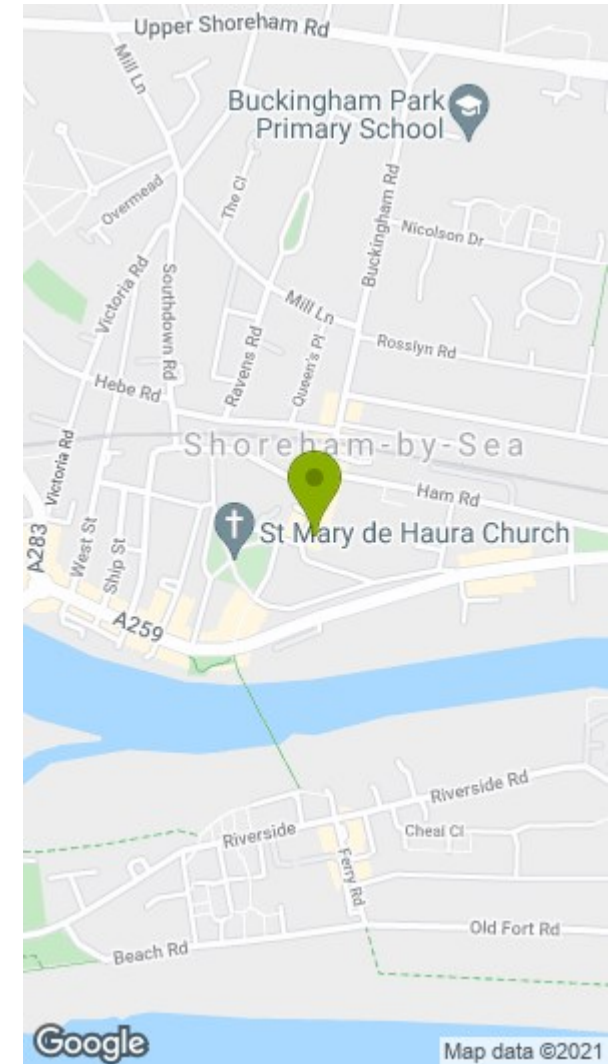 Upper Shoreham Rd
Mill Ln
Buckingham Park
Primary School
Overmead
The Cl
Buckingham Rd
Nicolson Dr
Victoria Rd
Southdown Rd
Mill Ln
Ravens Rd
Queen's Pl
Rosslyn Rd
Hebe Rd
Shoreham-by-Sea
Victoria Rd
Ham Rd
A283
West St
Ship St
St Mary de Haura Church
A259
Riverside Rd
Riverside
Cheal Cl
Ferry Rd
Old Fort Rd
Beach Rd
Google
Map data ©2021